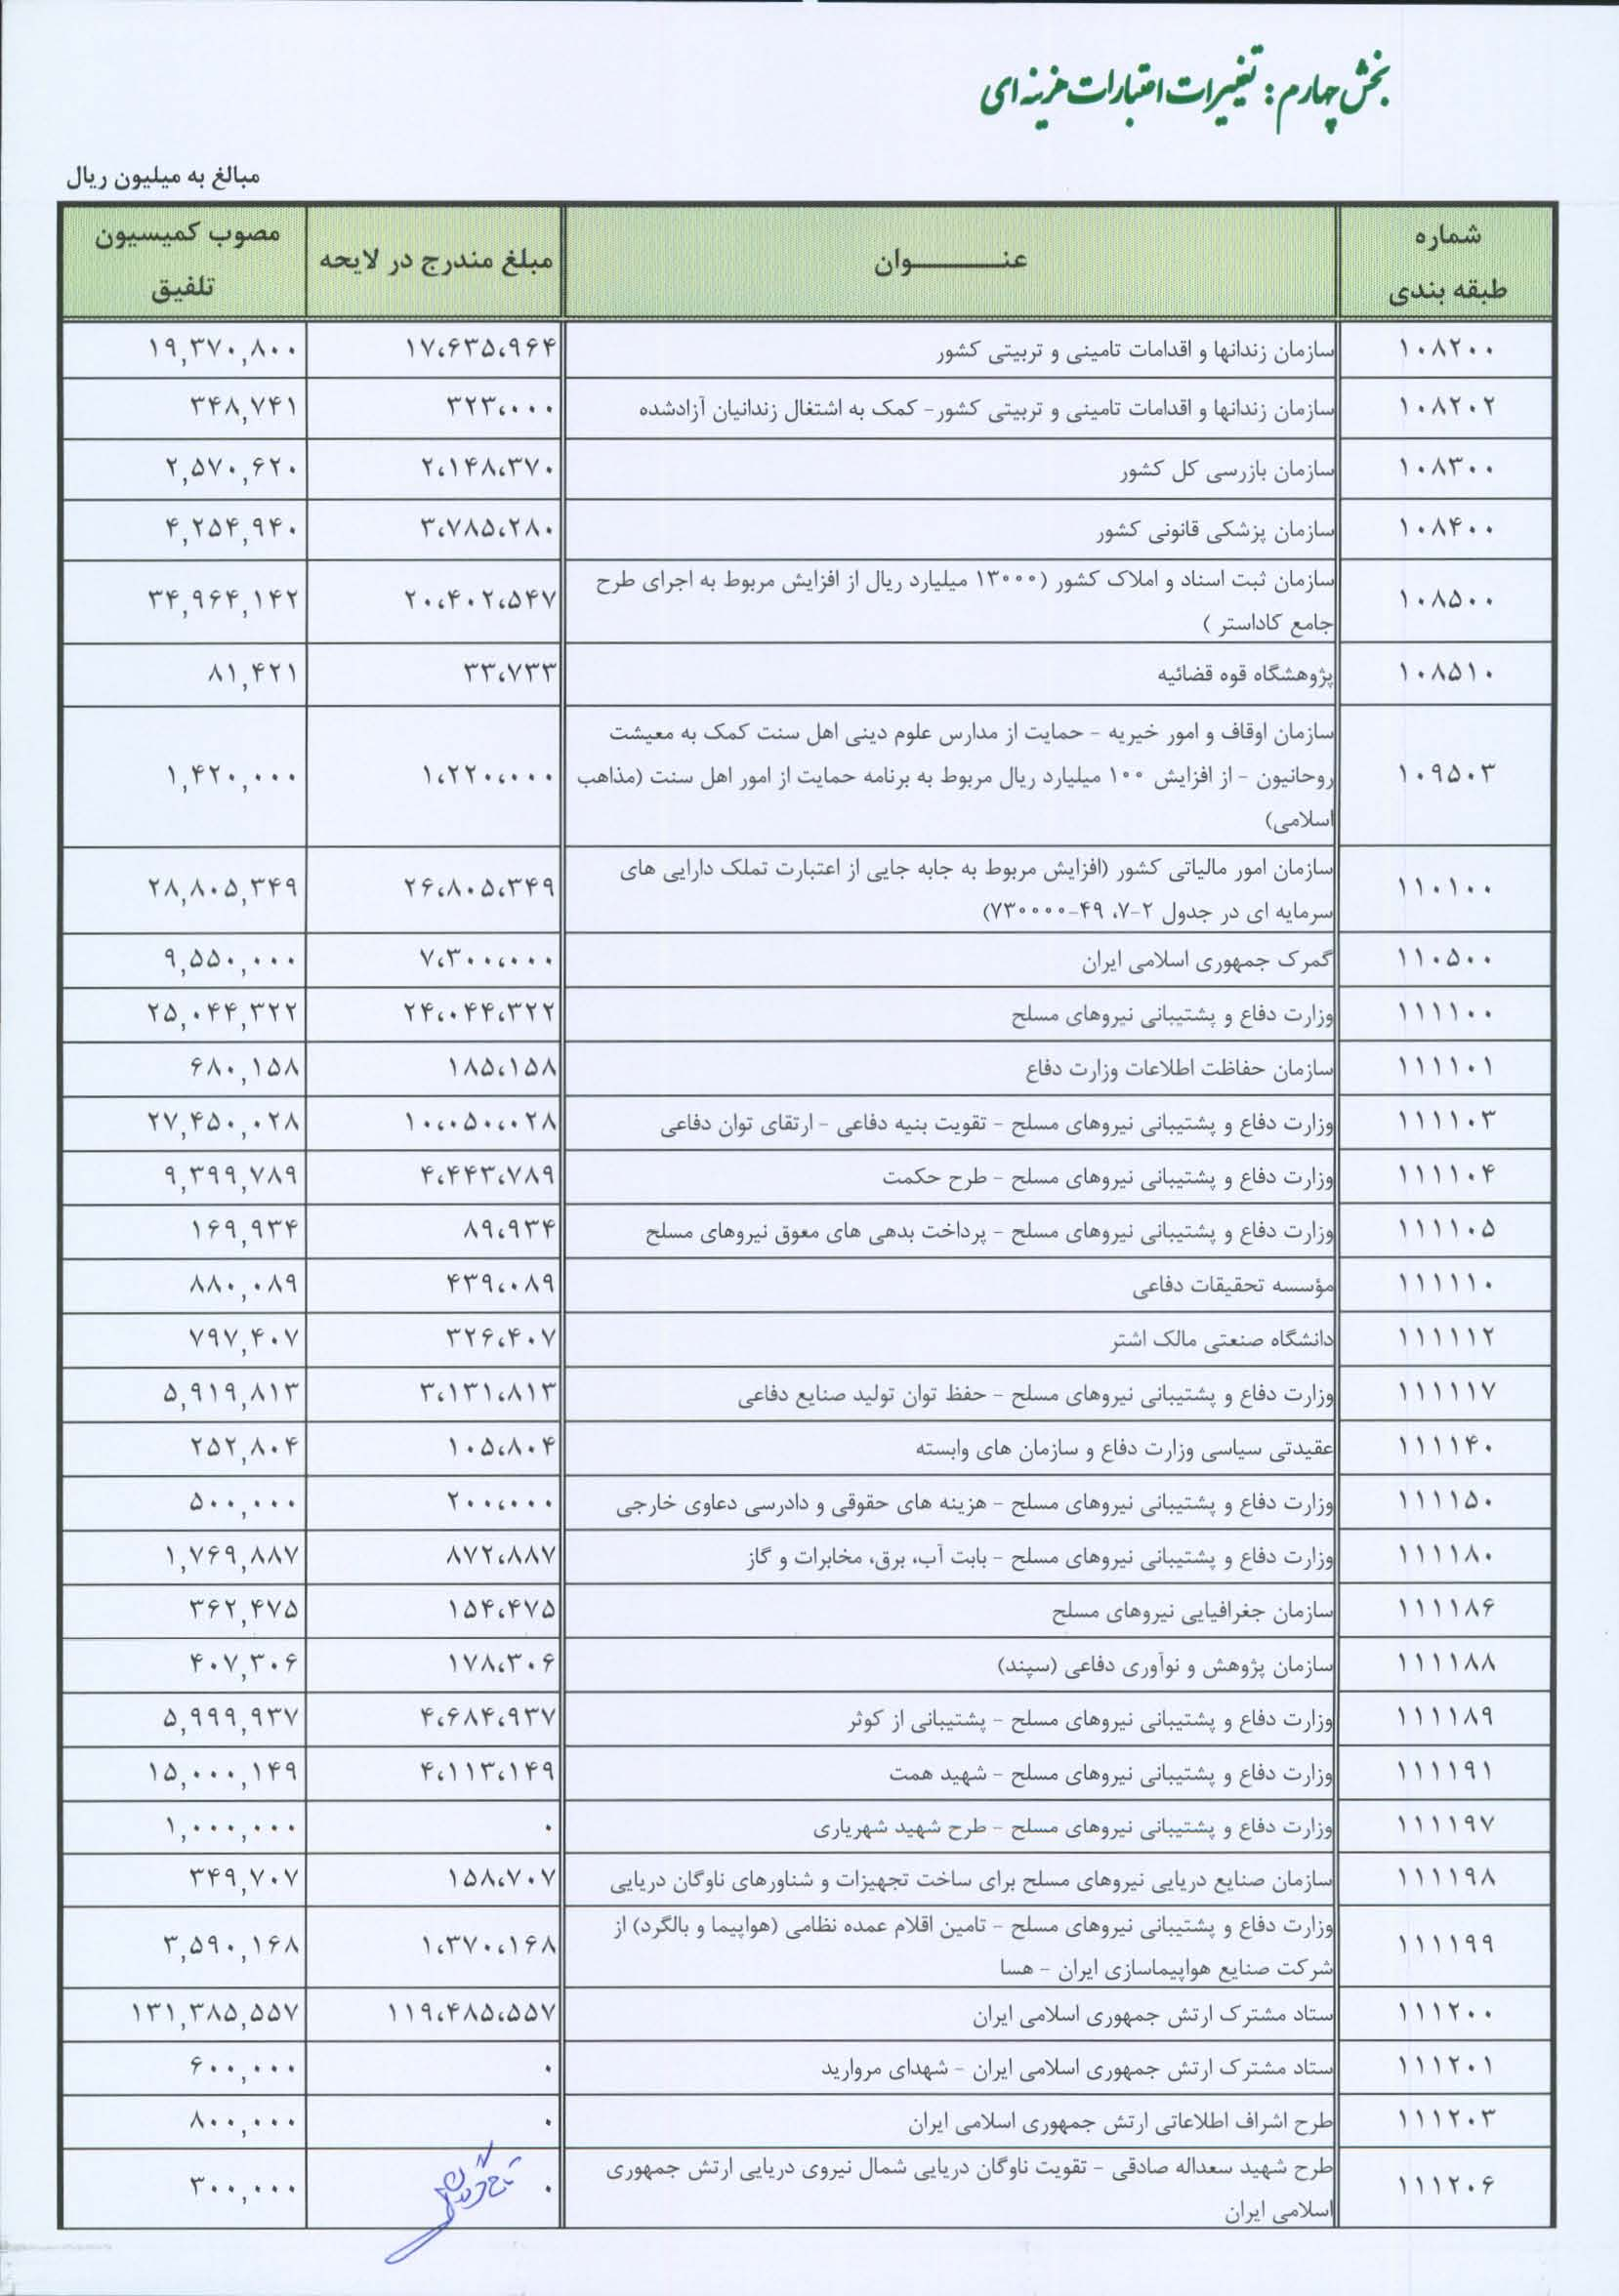 بخش چهارم: تغییرات اعتبارات هزینه ای
مبالغ به میلیون ریال
شماره طبقه بندی | عنـــــــوان | مبلغ مندرج در لایحه | مصوب کمیسیون تلفیق
۱۰۸۲۰۰ | سازمان زندانها و اقدامات تامینی و تربیتی کشور | ۱۷،۶۳۵،۹۶۴ | ۱۹,۳۷۰,۸۰۰
۱۰۸۲۰۲ | سازمان زندانها و اقدامات تامینی و تربیتی کشور- کمک به اشتغال زندانیان آزادشده | ۳۲۳،۰۰۰ | ۳۴۸,۷۴۱
۱۰۸۳۰۰ | سازمان بازرسی کل کشور | ۲،۱۴۸،۳۷۰ | ۲,۵۷۰,۶۲۰
۱۰۸۴۰۰ | سازمان پزشکی قانونی کشور | ۳،۷۸۵،۲۸۰ | ۴,۲۵۴,۹۴۰
۱۰۸۵۰۰ | سازمان ثبت اسناد و املاک کشور (۱۳۰۰۰ میلیارد ریال از افزایش مربوط به اجرای طرح
جامع کاداستر ) | ۲۰،۴۰۲،۵۴۷ | ۳۴,۹۶۴,۱۴۲
۱۰۸۵۱۰ | پژوهشگاه قوه قضائیه | ۳۳،۷۳۳ | ۸۱,۴۲۱
۱۰۹۵۰۳ | سازمان اوقاف و امور خیریه - حمایت از مدارس علوم دینی اهل سنت کمک به معیشت
روحانیون - از افزایش ۱۰۰ میلیارد ریال مربوط به برنامه حمایت از امور اهل سنت (مذاهب
اسلامی) | ۱،۲۲۰،۰۰۰ | ۱,۴۲۰,۰۰۰
۱۱۰۱۰۰ | سازمان امور مالیاتی کشور (افزایش مربوط به جابه جایی از اعتبارت تملک دارایی های
سرمایه ای در جدول ۲-۷، ۴۹-۷۳۰۰۰۰) | ۲۶،۸۰۵،۳۴۹ | ۲۸,۸۰۵,۳۴۹
۱۱۰۵۰۰ | گمرک جمهوری اسلامی ایران | ۷،۳۰۰،۰۰۰ | ۹,۵۵۰,۰۰۰
۱۱۱۱۰۰ | وزارت دفاع و پشتیبانی نیروهای مسلح | ۲۴،۰۴۴،۳۲۲ | ۲۵,۰۴۴,۳۲۲
۱۱۱۱۰۱ | سازمان حفاظت اطلاعات وزارت دفاع | ۱۸۵،۱۵۸ | ۶۸۰,۱۵۸
۱۱۱۱۰۳ | وزارت دفاع و پشتیبانی نیروهای مسلح - تقویت بنیه دفاعی - ارتقای توان دفاعی | ۱۰،۰۵۰،۰۲۸ | ۲۷,۴۵۰,۰۲۸
۱۱۱۱۰۴ | وزارت دفاع و پشتیبانی نیروهای مسلح - طرح حکمت | ۴،۴۴۳،۷۸۹ | ۹,۳۹۹,۷۸۹
۱۱۱۱۰۵ | وزارت دفاع و پشتیبانی نیروهای مسلح - پرداخت بدهی های معوق نیروهای مسلح | ۸۹،۹۳۴ | ۱۶۹,۹۳۴
۱۱۱۱۱۰ | مؤسسه تحقیقات دفاعی | ۴۳۹،۰۸۹ | ۸۸۰,۰۸۹
۱۱۱۱۱۲ | دانشگاه صنعتی مالک اشتر | ۳۲۶،۴۰۷ | ۷۹۷,۴۰۷
۱۱۱۱۱۷ | وزارت دفاع و پشتیبانی نیروهای مسلح - حفظ توان تولید صنایع دفاعی | ۳،۱۳۱،۸۱۳ | ۵,۹۱۹,۸۱۳
۱۱۱۱۴۰ | عقیدتی سیاسی وزارت دفاع و سازمان های وابسته | ۱۰۵،۸۰۴ | ۲۵۲,۸۰۴
۱۱۱۱۵۰ | وزارت دفاع و پشتیبانی نیروهای مسلح - هزینه های حقوقی و دادرسی دعاوی خارجی | ۲۰۰،۰۰۰ | ۵۰۰,۰۰۰
۱۱۱۱۸۰ | وزارت دفاع و پشتیبانی نیروهای مسلح - بابت آب، برق، مخابرات و گاز | ۸۷۲،۸۸۷ | ۱,۷۶۹,۸۸۷
۱۱۱۱۸۶ | سازمان جغرافیایی نیروهای مسلح | ۱۵۴،۴۷۵ | ۳۶۲,۴۷۵
۱۱۱۱۸۸ | سازمان پژوهش و نوآوری دفاعی (سپند) | ۱۷۸،۳۰۶ | ۴۰۷,۳۰۶
۱۱۱۱۸۹ | وزارت دفاع و پشتیبانی نیروهای مسلح - پشتیبانی از کوثر | ۴،۶۸۴،۹۳۷ | ۵,۹۹۹,۹۳۷
۱۱۱۱۹۱ | وزارت دفاع و پشتیبانی نیروهای مسلح - شهید همت | ۴،۱۱۳،۱۴۹ | ۱۵,۰۰۰,۱۴۹
۱۱۱۱۹۷ | وزارت دفاع و پشتیبانی نیروهای مسلح - طرح شهید شهریاری | ۰ | ۱,۰۰۰,۰۰۰
۱۱۱۱۹۸ | سازمان صنایع دریایی نیروهای مسلح برای ساخت تجهیزات و شناورهای ناوگان دریایی | ۱۵۸،۷۰۷ | ۳۴۹,۷۰۷
۱۱۱۱۹۹ | وزارت دفاع و پشتیبانی نیروهای مسلح - تامین اقلام عمده نظامی (هواپیما و بالگرد) از
شرکت صنایع هواپیماسازی ایران - هسا | ۱،۳۷۰،۱۶۸ | ۳,۵۹۰,۱۶۸
۱۱۱۲۰۰ | ستاد مشترک ارتش جمهوری اسلامی ایران | ۱۱۹،۴۸۵،۵۵۷ | ۱۳۱,۳۸۵,۵۵۷
۱۱۱۲۰۱ | ستاد مشترک ارتش جمهوری اسلامی ایران - شهدای مروارید | ۰ | ۶۰۰,۰۰۰
۱۱۱۲۰۳ | طرح اشراف اطلاعاتی ارتش جمهوری اسلامی ایران | ۰ | ۸۰۰,۰۰۰
۱۱۱۲۰۶ | طرح شهید سعداله صادقی - تقویت ناوگان دریایی شمال نیروی دریایی ارتش جمهوری
اسلامی ایران | ۰ | ۳۰۰,۰۰۰